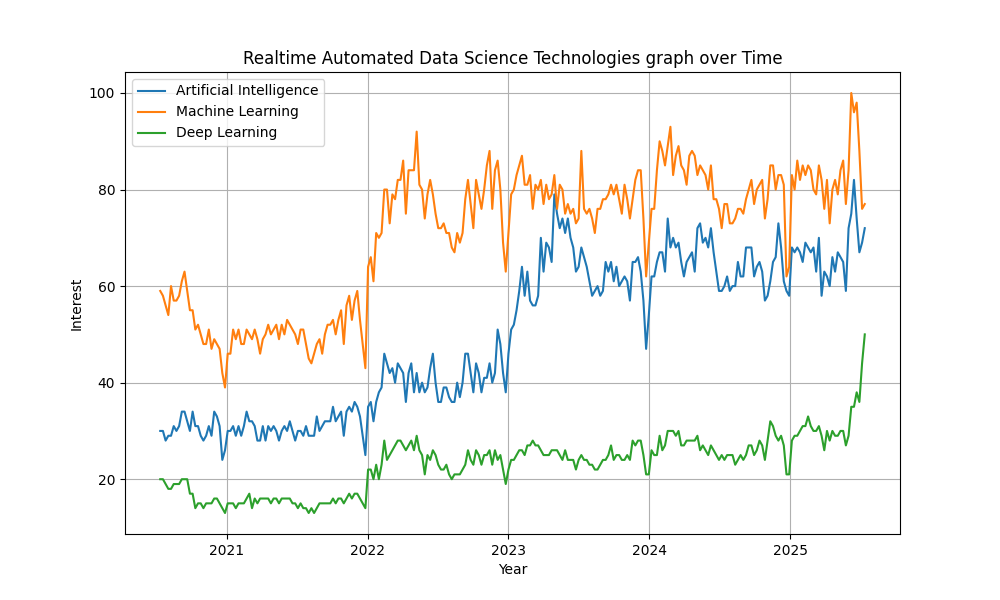 Realtime Automated Data Science Technologies graph over Time
Artificial Intelligence
Machine Learning
Deep Learning
100
80
60
40
20
Interest
2021 2022 2023 2024 2025
Year